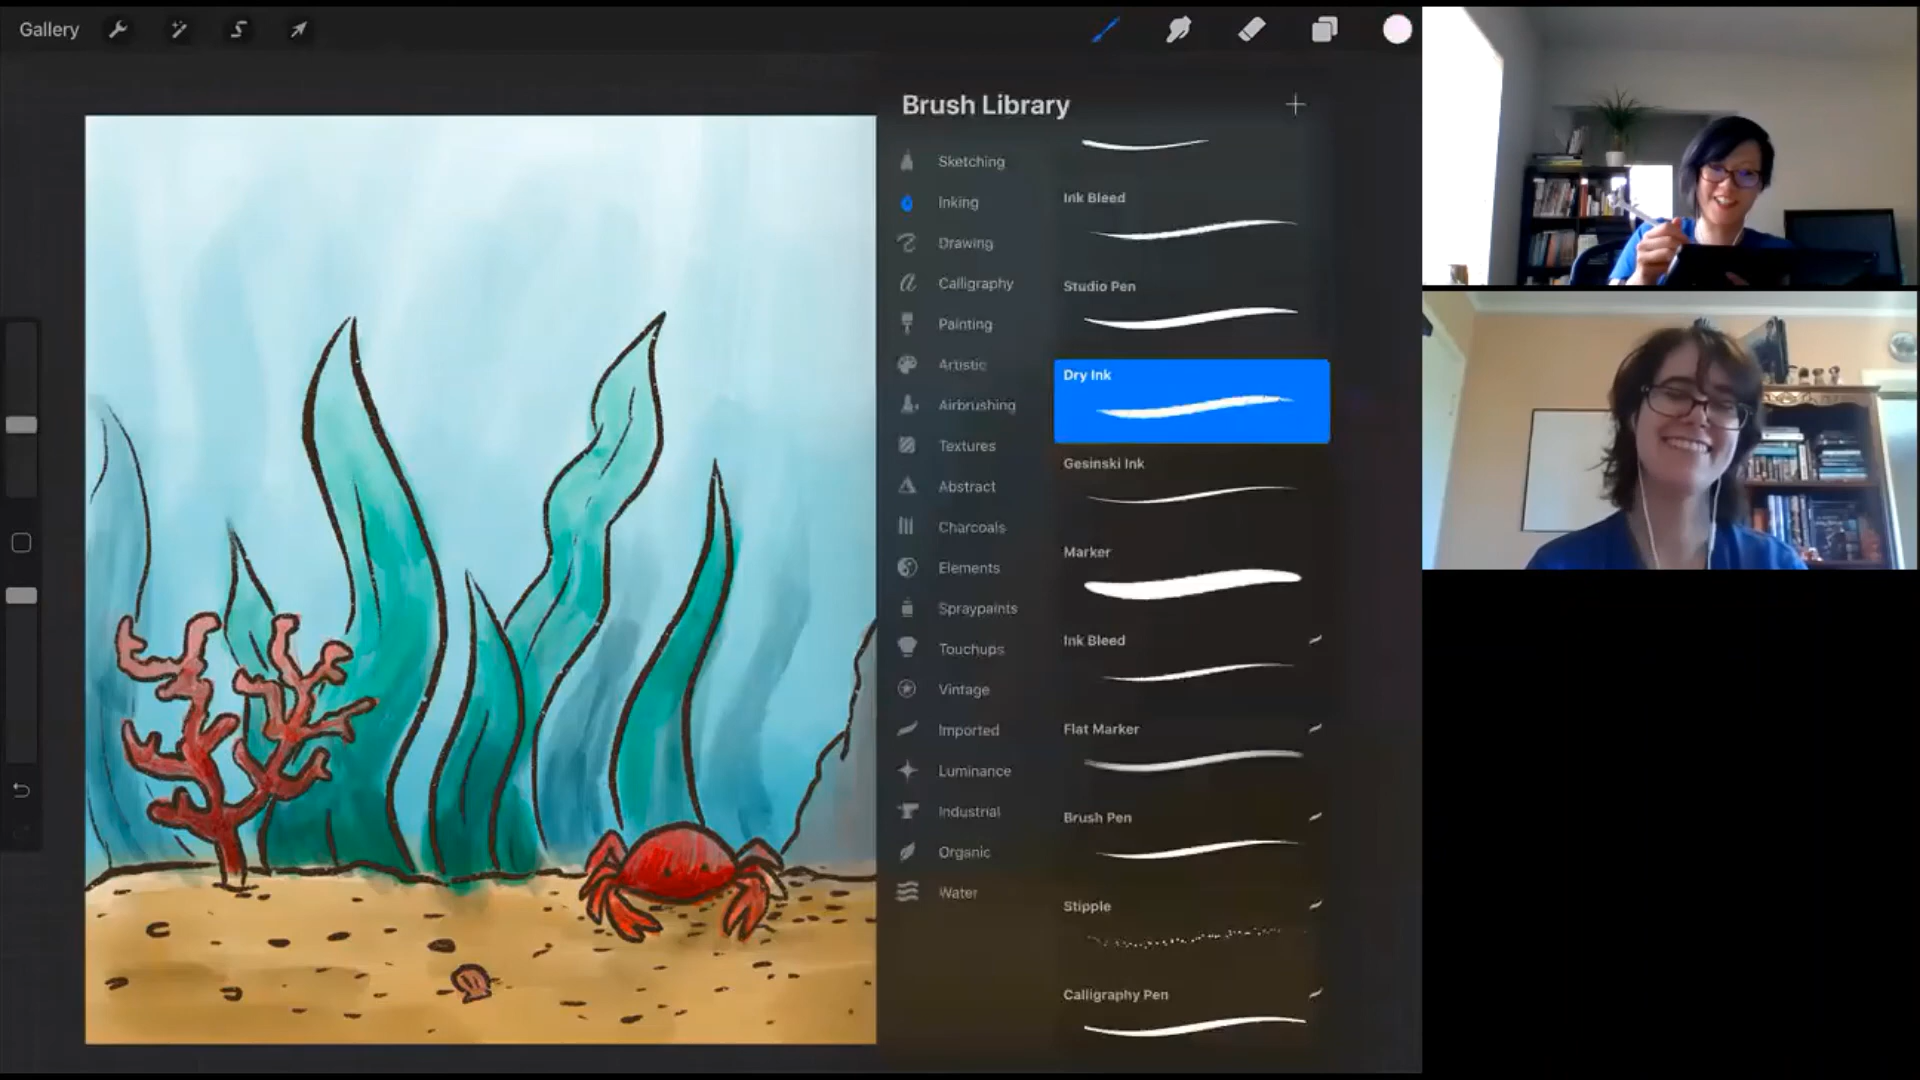 Gallery
Brush Library
Sketching
Inking
Drawing
Calligraphy
Painting
Artistic
Airbrushing
Textures
Abstract
Charcoals
Elements
Spraypaints
Touchups
Vintage
Imported
Luminance
Industrial
Organic
Water
Ink Bleed
Studio Pen
Dry Ink
Gesinski Ink
Marker
Ink Bleed
Flat Marker
Brush Pen
Stipple
Calligraphy Pen